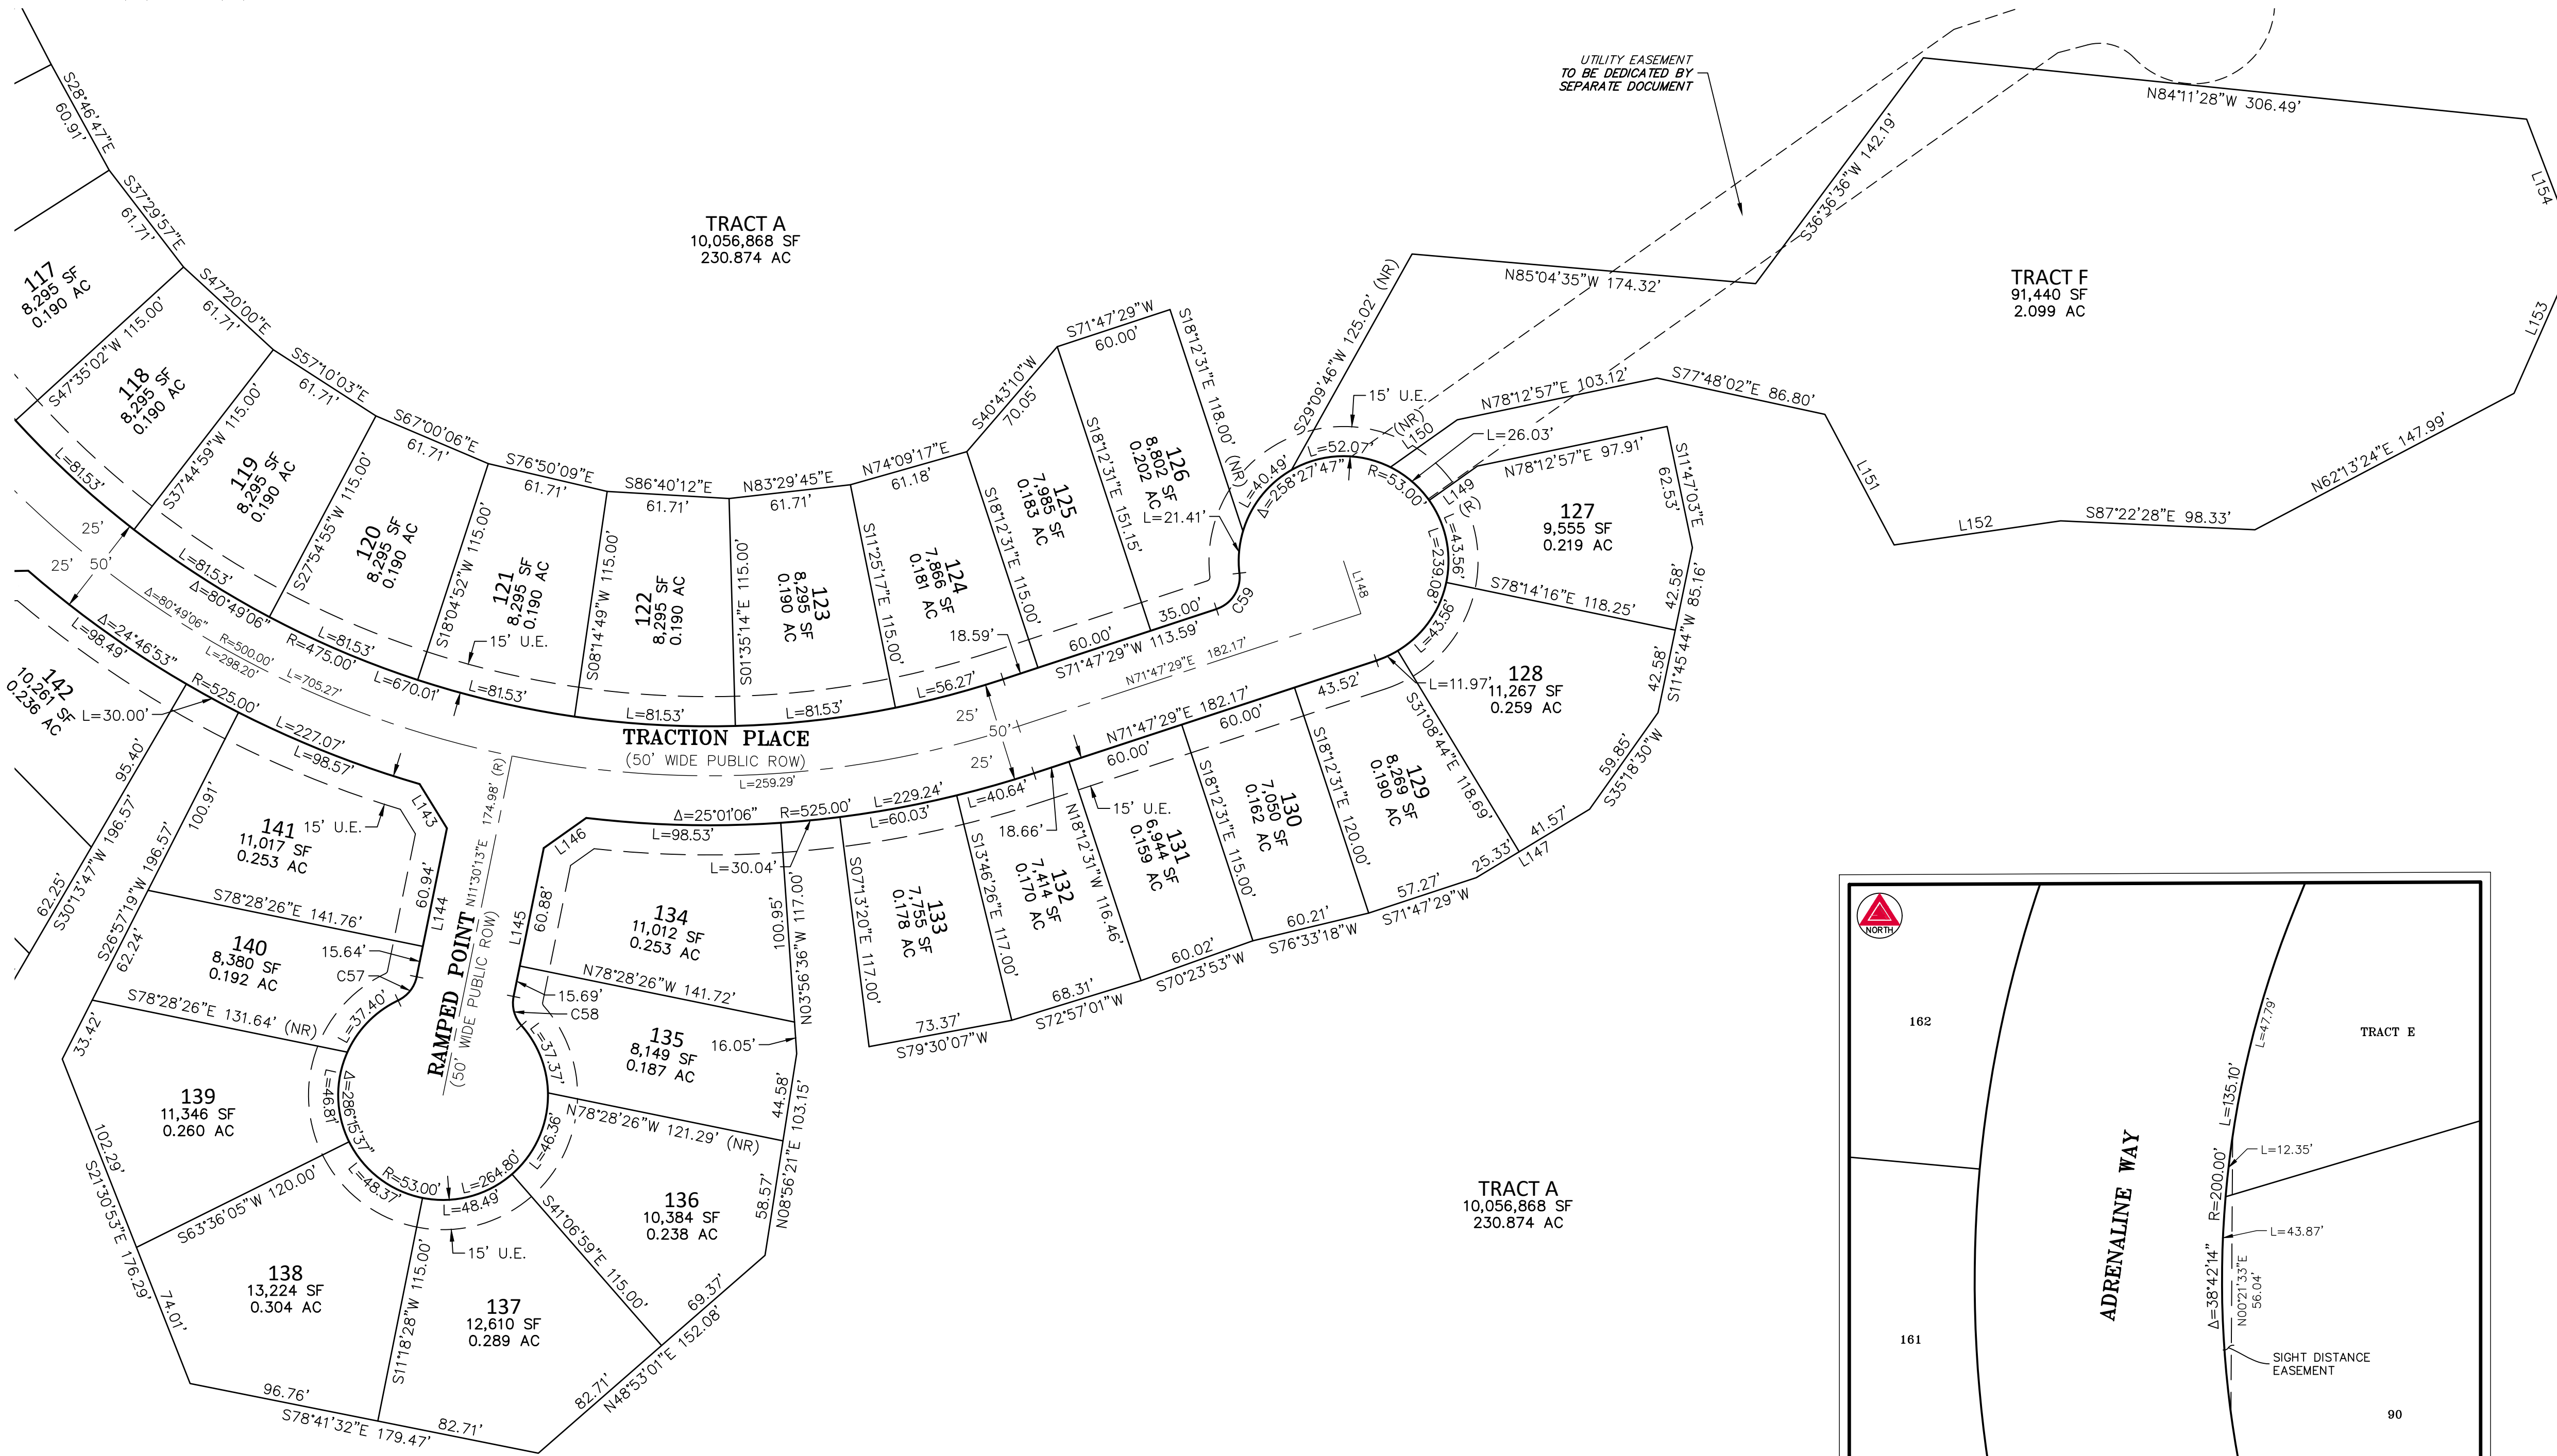 S28°46'47"E
60.91'
S37°29'57"E
61.71'
S47°20'00"E
61.71'
S57°10'03"E
61.71'
S67°00'06"E
61.71'
S76°50'09"E
61.71'
S86°40'12"E
61.71'
N83°29'45"E
61.71'
N74°09'17"E
61.18'
S40°43'10"W
70.05'
S71°47'29"W
60.00'
TRACT A
10,056,868 SF
230.874 AC
UTILITY EASEMENT
TO BE DEDICATED BY
SEPARATE DOCUMENT
N84°11'28"W 306.49'
S36°36'36"W 142.19'
L154
L153
TRACT F
91,440 SF
2.099 AC
N85°04'35"W 174.32'
S29°09'46"W 125.02' (NR)
N78°12'57"E 103.12'
S77°48'02"E 86.80'
L151
L152
S87°22'28"E 98.33'
N62°13'24"E 147.99'
117
8,295 SF
0.190 AC
S47°35'02"W 115.00'
118
8,295 SF
0.190 AC
L=81.53'
S37°44'59"W 115.00'
119
8,295 SF
0.190 AC
L=81.53'
S27°54'55"W 115.00'
120
8,295 SF
0.190 AC
L=81.53'
S18°04'52"W 115.00'
121
8,295 SF
0.190 AC
15' U.E.
L=81.53'
S08°14'49"W 115.00'
122
8,295 SF
0.190 AC
L=81.53'
S01°35'14"E 115.00'
123
8,295 SF
0.190 AC
L=81.53'
S11°25'17"E 115.00'
124
7,866 SF
0.181 AC
L=56.27'
18.59'
S18°12'31"E 115.00'
125
7,985 SF
0.183 AC
60.00'
S18°12'31"E 151.15'
126
8,802 SF
0.202 AC
35.00'
S18°12'31"E 118.00' (NR)
S71°47'29"W 113.59'
C59
L=21.41'
L=40.49'
Δ=258°27'47"
L=52.07'
15' U.E.
(NR)
L150
R=53.00'
L=26.03'
L149
(R)
N78°12'57"E 97.91'
S11°47'03"E
62.53'
127
9,555 SF
0.219 AC
L=43.56'
L=239.08'
S78°14'16"E 118.25'
42.58'
S11°45'44"W 85.16'
42.58'
L=43.56'
128
11,267 SF
0.259 AC
L=11.97'
59.85'
S35°18'30"W
41.57'
25.33'
L147
S31°08'44"E 118.69'
L148
N71°47'29"E 182.17'
25'
50'
25'
Δ=80°49'06"
R=475.00'
L=670.01'
Δ=80°49'06"
R=500.00'
L=298.20'
L=705.27'
Δ=24°46'53"
L=98.49'
R=525.00'
L=30.00'
L=227.07'
L=98.57'
TRACTION PLACE
(50' WIDE PUBLIC ROW)
L=259.29'
25'
50'
25'
Δ=25°01'06"
R=525.00'
L=229.24'
L=98.53'
L=60.03'
L=40.64'
L=30.04'
18.66'
N71°47'29"E 182.17'
60.00'
60.00'
43.52'
15' U.E.
129
8,269 SF
0.190 AC
S18°12'31"E 120.00'
57.27'
S71°47'29"W
130
7,050 SF
0.162 AC
S18°12'31"E 115.00'
60.21'
S76°33'18"W
131
6,944 SF
0.159 AC
N18°12'31"W 116.46'
60.02'
S70°23'53"W
132
7,414 SF
0.170 AC
S13°46'26"E 117.00'
68.31'
S72°57'01"W
133
7,755 SF
0.178 AC
S07°13'20"E 117.00'
73.37'
S79°30'07"W
142
10,261 SF
0.236 AC
95.40'
62.25'
S30°13'47"W 196.57'
100.91'
S26°57'19"W 196.57'
62.24'
141
11,017 SF
0.253 AC
15' U.E.
L143
60.94'
L144
S78°28'26"E 141.76'
140
8,380 SF
0.192 AC
15.64'
C57
L=37.40'
S78°28'26"E 131.64' (NR)
33.42'
RAMPED POINT
(50' WIDE PUBLIC ROW)
N11°30'13"E 174.98' (R)
L146
60.88'
L145
134
11,012 SF
0.253 AC
N03°56'36"W 117.00'
100.95'
N78°28'26"W 141.72'
15.69'
C58
135
8,149 SF
0.187 AC
16.05'
L=37.37'
44.58'
N78°28'26"W 121.29' (NR)
N08°56'21"E 103.15'
58.57'
136
10,384 SF
0.238 AC
L=46.36'
S41°06'59"E 115.00'
69.37'
N48°53'01"E 152.08'
82.71'
139
11,346 SF
0.260 AC
L=46.81'
Δ=286°15'37"
R=53.00'
L=264.80'
L=48.37'
L=48.49'
15' U.E.
102.29'
S21°30'53"E 176.29'
74.01'
S63°36'05"W 120.00'
138
13,224 SF
0.304 AC
S11°18'28"W 115.00'
137
12,610 SF
0.289 AC
96.76'
S78°41'32"E 179.47'
82.71'
TRACT A
10,056,868 SF
230.874 AC
NORTH
162
161
ADRENALINE WAY
TRACT E
L=47.79'
L=135.10'
L=12.35'
R=200.00'
L=43.87'
Δ=38°42'14"
N00°21'33"E
56.04'
SIGHT DISTANCE
EASEMENT
90